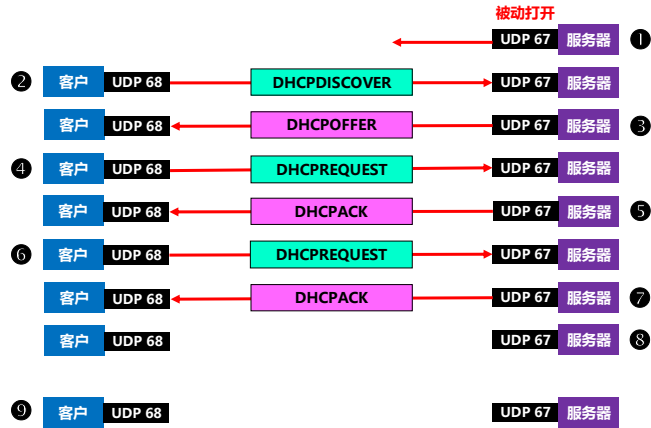 被动打开
UDP 67 服务器 ❶
❷ 客户 UDP 68 DHCPDISCOVER UDP 67 服务器
客户 UDP 68 DHCPOFFER UDP 67 服务器 ❸
❹ 客户 UDP 68 DHCPREQUEST UDP 67 服务器
客户 UDP 68 DHCPACK UDP 67 服务器 ❺
❻ 客户 UDP 68 DHCPREQUEST UDP 67 服务器
客户 UDP 68 DHCPACK UDP 67 服务器 ❼
客户 UDP 68 UDP 67 服务器 ❽
❾ 客户 UDP 68 UDP 67 服务器